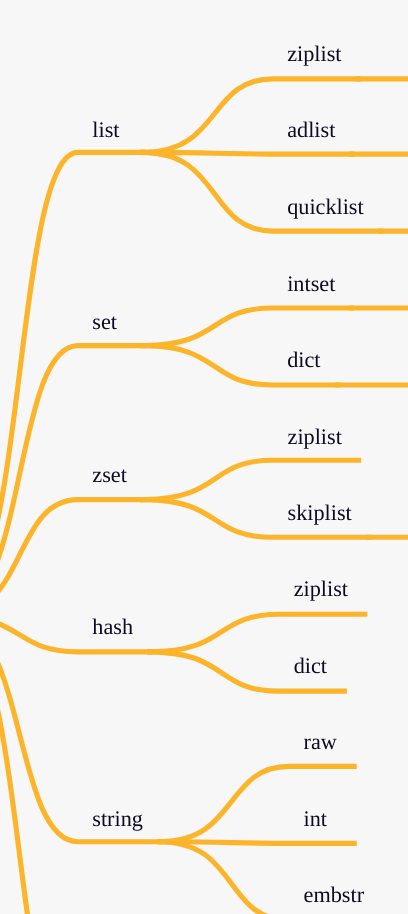 list
ziplist
adlist
quicklist
set
intset
dict
zset
ziplist
skiplist
hash
ziplist
dict
string
raw
int
embstr